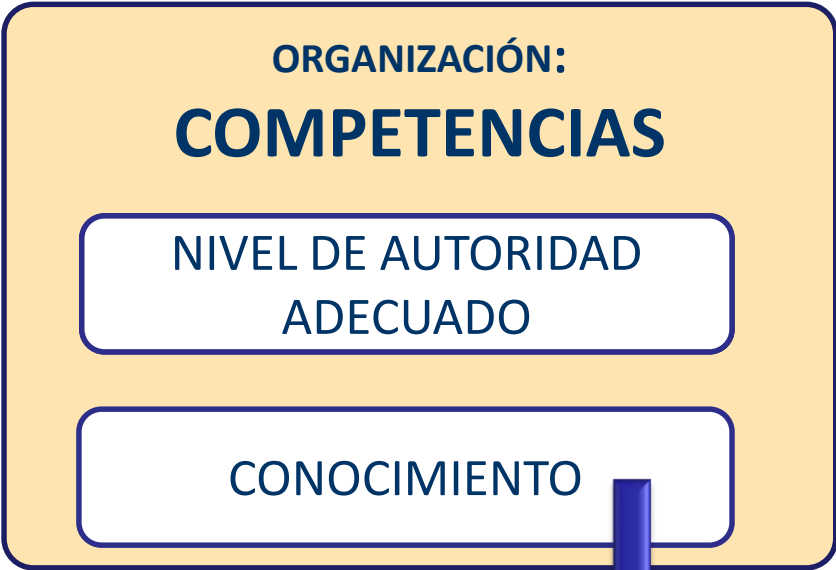 ORGANIZACIÓN:
COMPETENCIAS
NIVEL DE AUTORIDAD
ADECUADO
CONOCIMIENTO